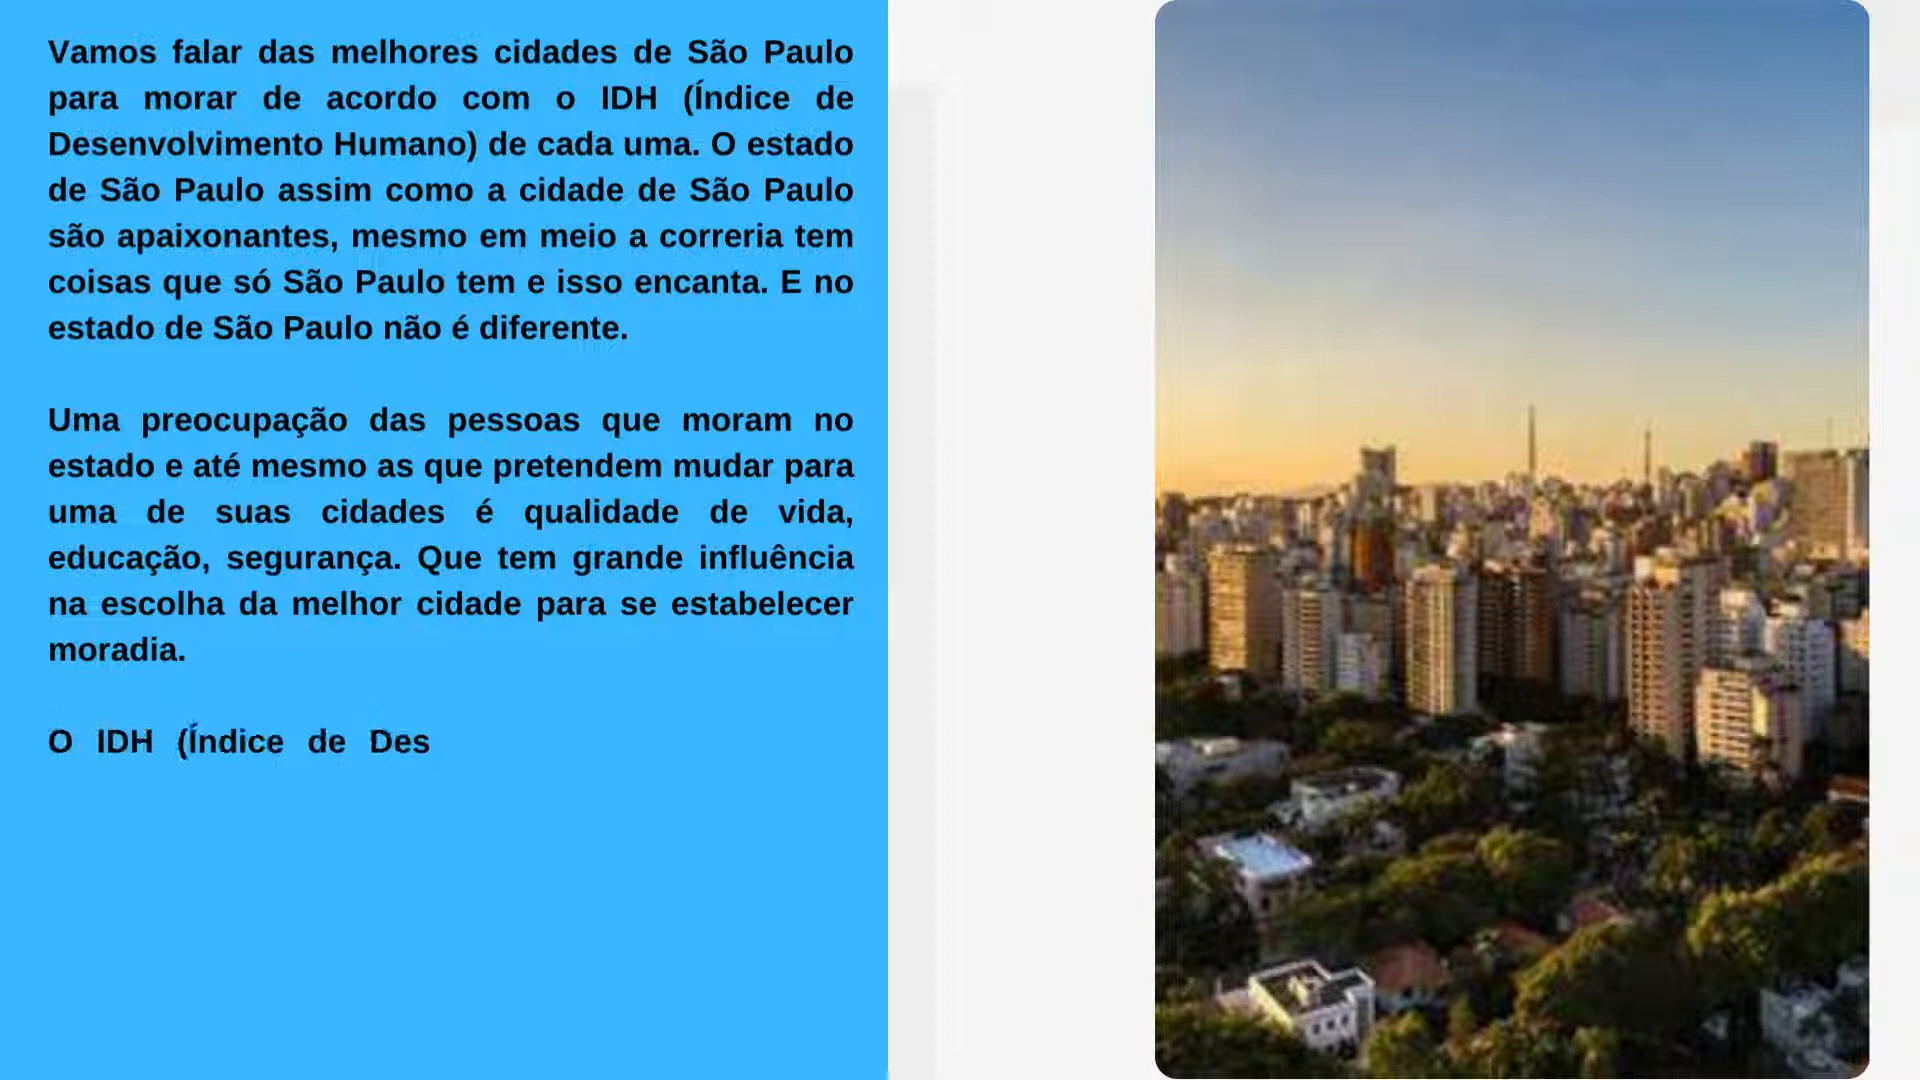 Vamos falar das melhores cidades de São Paulo
para morar de acordo com o IDH (Índice de
Desenvolvimento Humano) de cada uma. O estado
de São Paulo assim como a cidade de São Paulo
são apaixonantes, mesmo em meio a correria tem
coisas que só São Paulo tem e isso encanta. E no
estado de São Paulo não é diferente.
Uma preocupação das pessoas que moram no
estado e até mesmo as que pretendem mudar para
uma de suas cidades é qualidade de vida,
educação, segurança. Que tem grande influência
na escolha da melhor cidade para se estabelecer
moradia.
O IDH (Índice de Des